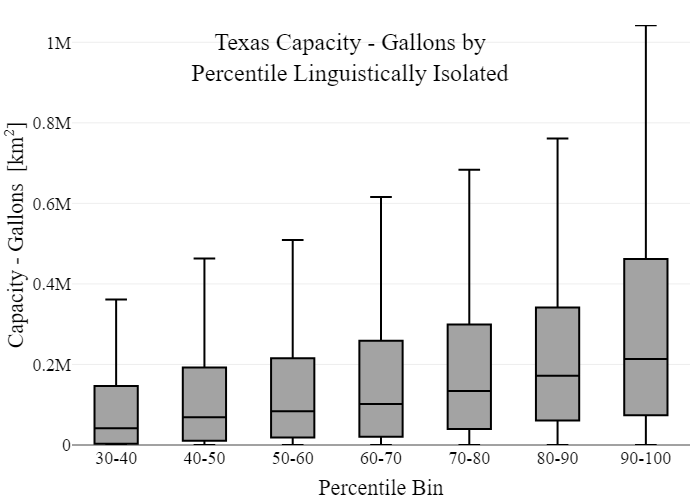 Texas Capacity - Gallons by
Percentile Linguistically Isolated
Capacity - Gallons [km²]
1M
0.8M
0.6M
0.4M
0.2M
0
30-40 40-50 50-60 60-70 70-80 80-90 90-100
Percentile Bin